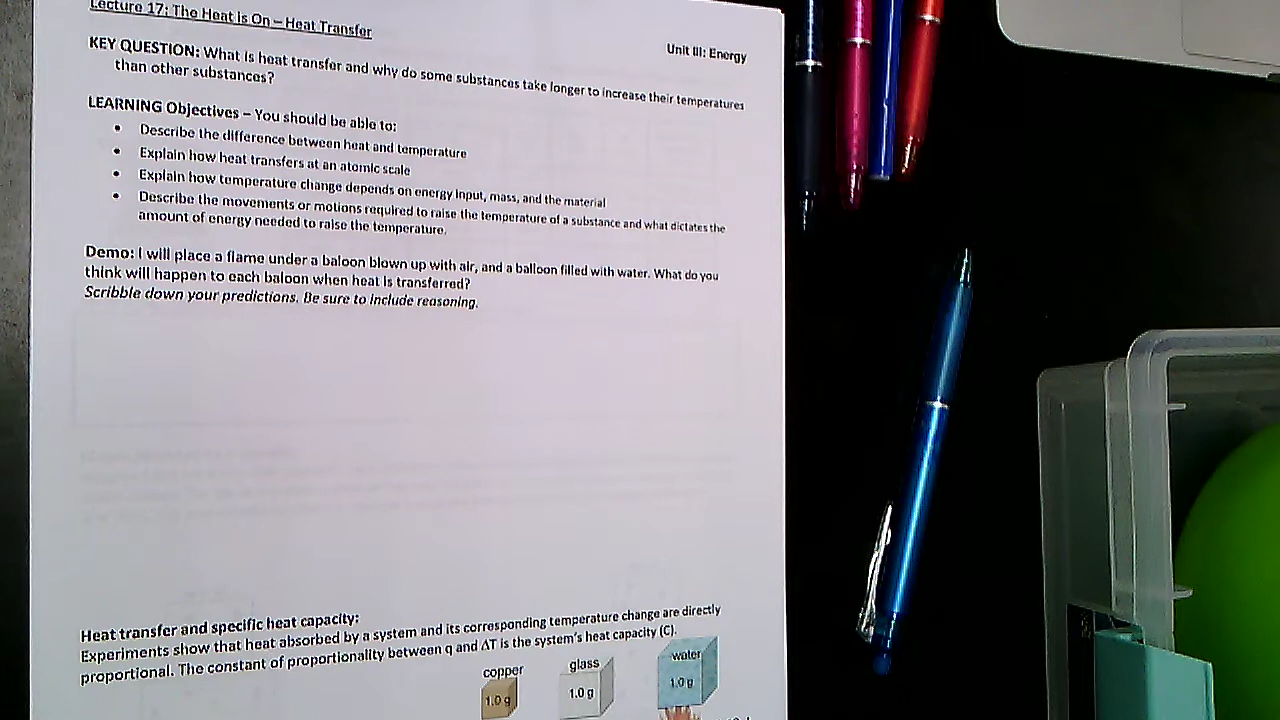 Lecture 17: The Heat is On – Heat Transfer
Unit III: Energy
KEY QUESTION: What is heat transfer and why do some substances take longer to increase their temperatures
than other substances?
LEARNING Objectives – You should be able to:
• Describe the difference between heat and temperature
• Explain how heat transfers at an atomic scale
• Explain how temperature change depends on energy input, mass, and the material
• Describe the movements or motions required to raise the temperature of a substance and what dictates the
amount of energy needed to raise the temperature.
Demo: I will place a flame under a baloon blown up with air, and a balloon filled with water. What do you
think will happen to each baloon when heat is transferred?
Scribble down your predictions. Be sure to include reasoning.
Heat transfer and specific heat capacity:
Experiments show that heat absorbed by a system and its corresponding temperature change are directly
proportional. The constant of proportionality between q and ΔT is the system's heat capacity (C).
copper glass water
1.0 g 1.0 g 1.0 g